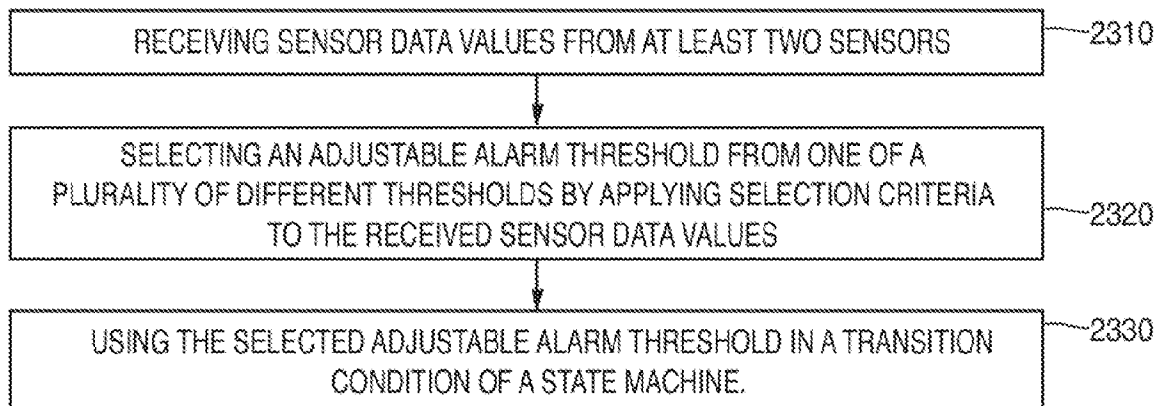 RECEIVING SENSOR DATA VALUES FROM AT LEAST TWO SENSORS
2310
SELECTING AN ADJUSTABLE ALARM THRESHOLD FROM ONE OF A
PLURALITY OF DIFFERENT THRESHOLDS BY APPLYING SELECTION CRITERIA
TO THE RECEIVED SENSOR DATA VALUES
2320
USING THE SELECTED ADJUSTABLE ALARM THRESHOLD IN A TRANSITION
CONDITION OF A STATE MACHINE.
2330